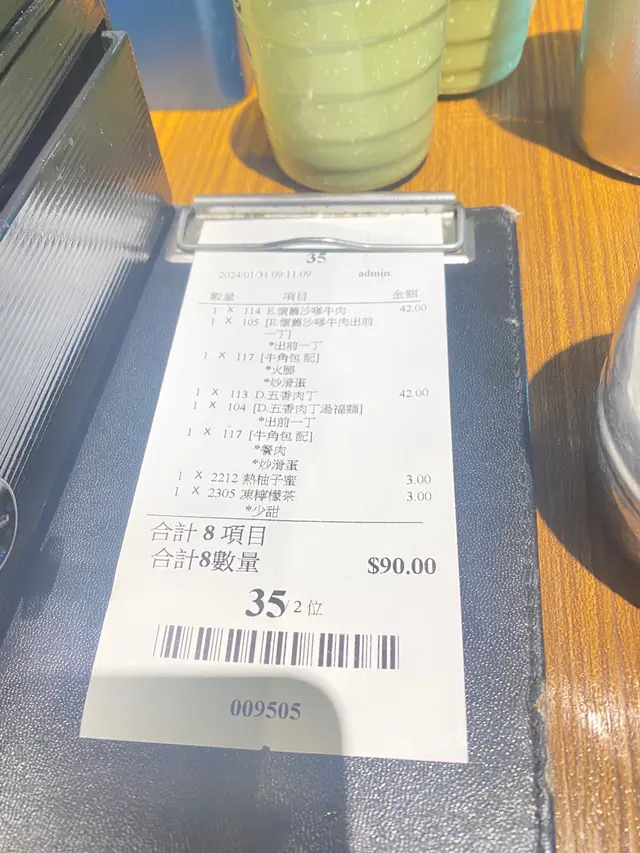 35
2024/01/31 09:11:09 admin
數量 項目 金額
1 X 114 E.懷舊沙嗲牛肉 42.00
1 X 105 [E.懷舊沙嗲牛肉出前
一丁]
*出前一丁
1 X 117 [牛角包 配]
*火腿
*炒滑蛋
1 X 113 D.五香肉丁 42.00
1 X 104 [D.五香肉丁湯福麵]
*出前一丁
1 X 117 [牛角包 配]
*餐肉
*炒滑蛋
1 X 2212 熱柚子蜜 3.00
1 X 2305 凍檸檬茶 3.00
*少甜
合計 8 項目
合計8數量 $90.00
35/ 2 位
009505